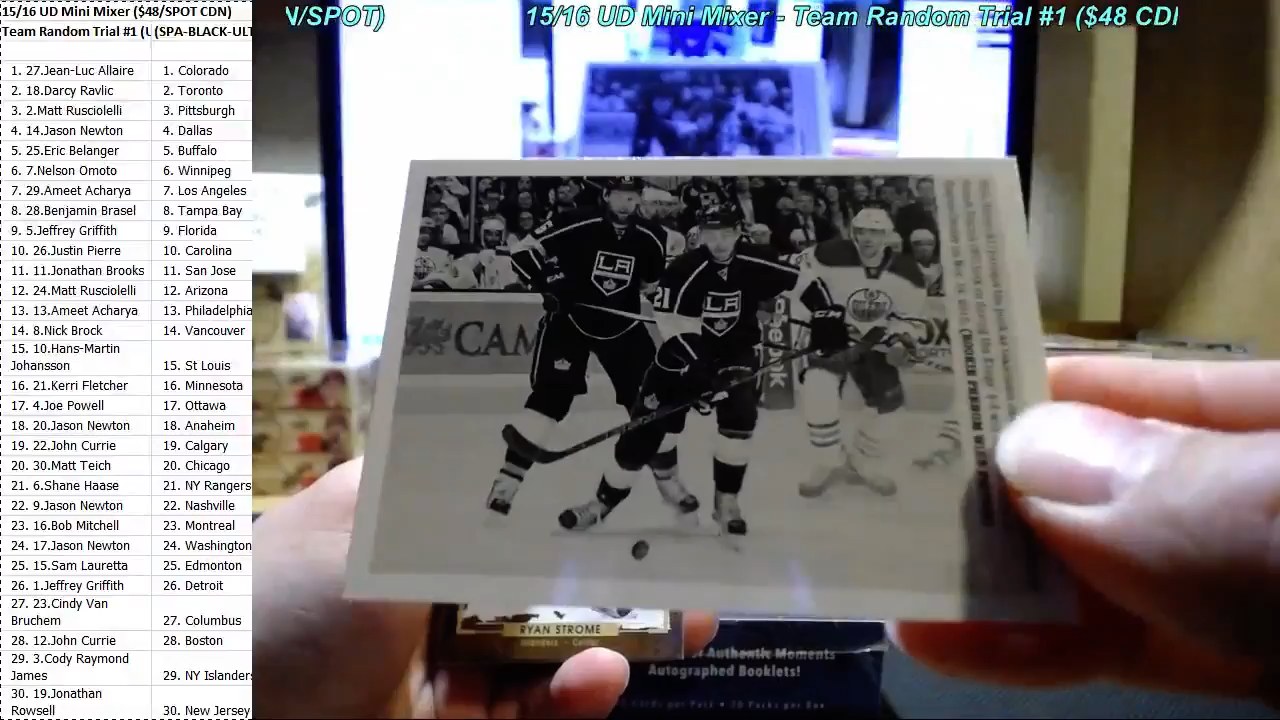 15/16 UD Mini Mixer ($48/SPOT CDN)
Team Random Trial #1 (U (SPA-BLACK-ULT
1. 27.Jean-Luc Allaire 1. Colorado
2. 18.Darcy Ravlic 2. Toronto
3. 2.Matt Rusciolelli 3. Pittsburgh
4. 14.Jason Newton 4. Dallas
5. 25.Eric Belanger 5. Buffalo
6. 7.Nelson Omoto 6. Winnipeg
7. 29.Ameet Acharya 7. Los Angeles
8. 28.Benjamin Brasel 8. Tampa Bay
9. 5.Jeffrey Griffith 9. Florida
10. 26.Justin Pierre 10. Carolina
11. 11.Jonathan Brooks 11. San Jose
12. 24.Matt Rusciolelli 12. Arizona
13. 13.Ameet Acharya 13. Philadelphia
14. 8.Nick Brock 14. Vancouver
15. 10.Hans-Martin
Johansson 15. St Louis
16. 21.Kerri Fletcher 16. Minnesota
17. 4.Joe Powell 17. Ottawa
18. 20.Jason Newton 18. Anaheim
19. 22.John Currie 19. Calgary
20. 30.Matt Teich 20. Chicago
21. 6.Shane Haase 21. NY Rangers
22. 9.Jason Newton 22. Nashville
23. 16.Bob Mitchell 23. Montreal
24. 17.Jason Newton 24. Washington
25. 15.Sam Lauretta 25. Edmonton
26. 1.Jeffrey Griffith 26. Detroit
27. 23.Cindy Van
Bruchem 27. Columbus
28. 12.John Currie 28. Boston
29. 3.Cody Raymond
James 29. NY Islanders
30. 19.Jonathan
Rowsell 30. New Jersey
N/SPOT) 15/16 UD Mini Mixer - Team Random Trial #1 ($48 CDI
LA
21
LA
CCM
CAM
OX
RYAN STROME
Islanders - Center
Authentic Moments
Autographed Booklets!